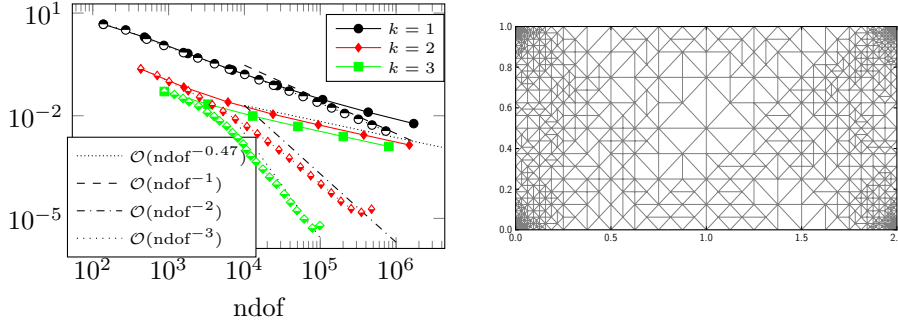 10^1
10^{-2}
10^{-5}
k = 1
k = 2
k = 3
O(ndof^{-0.47})
O(ndof^{-1})
O(ndof^{-2})
O(ndof^{-3})
10^2 10^3 10^4 10^5 10^6
ndof
1.0
0.8
0.6
0.4
0.2
0.0
0.0 0.5 1.0 1.5 2.